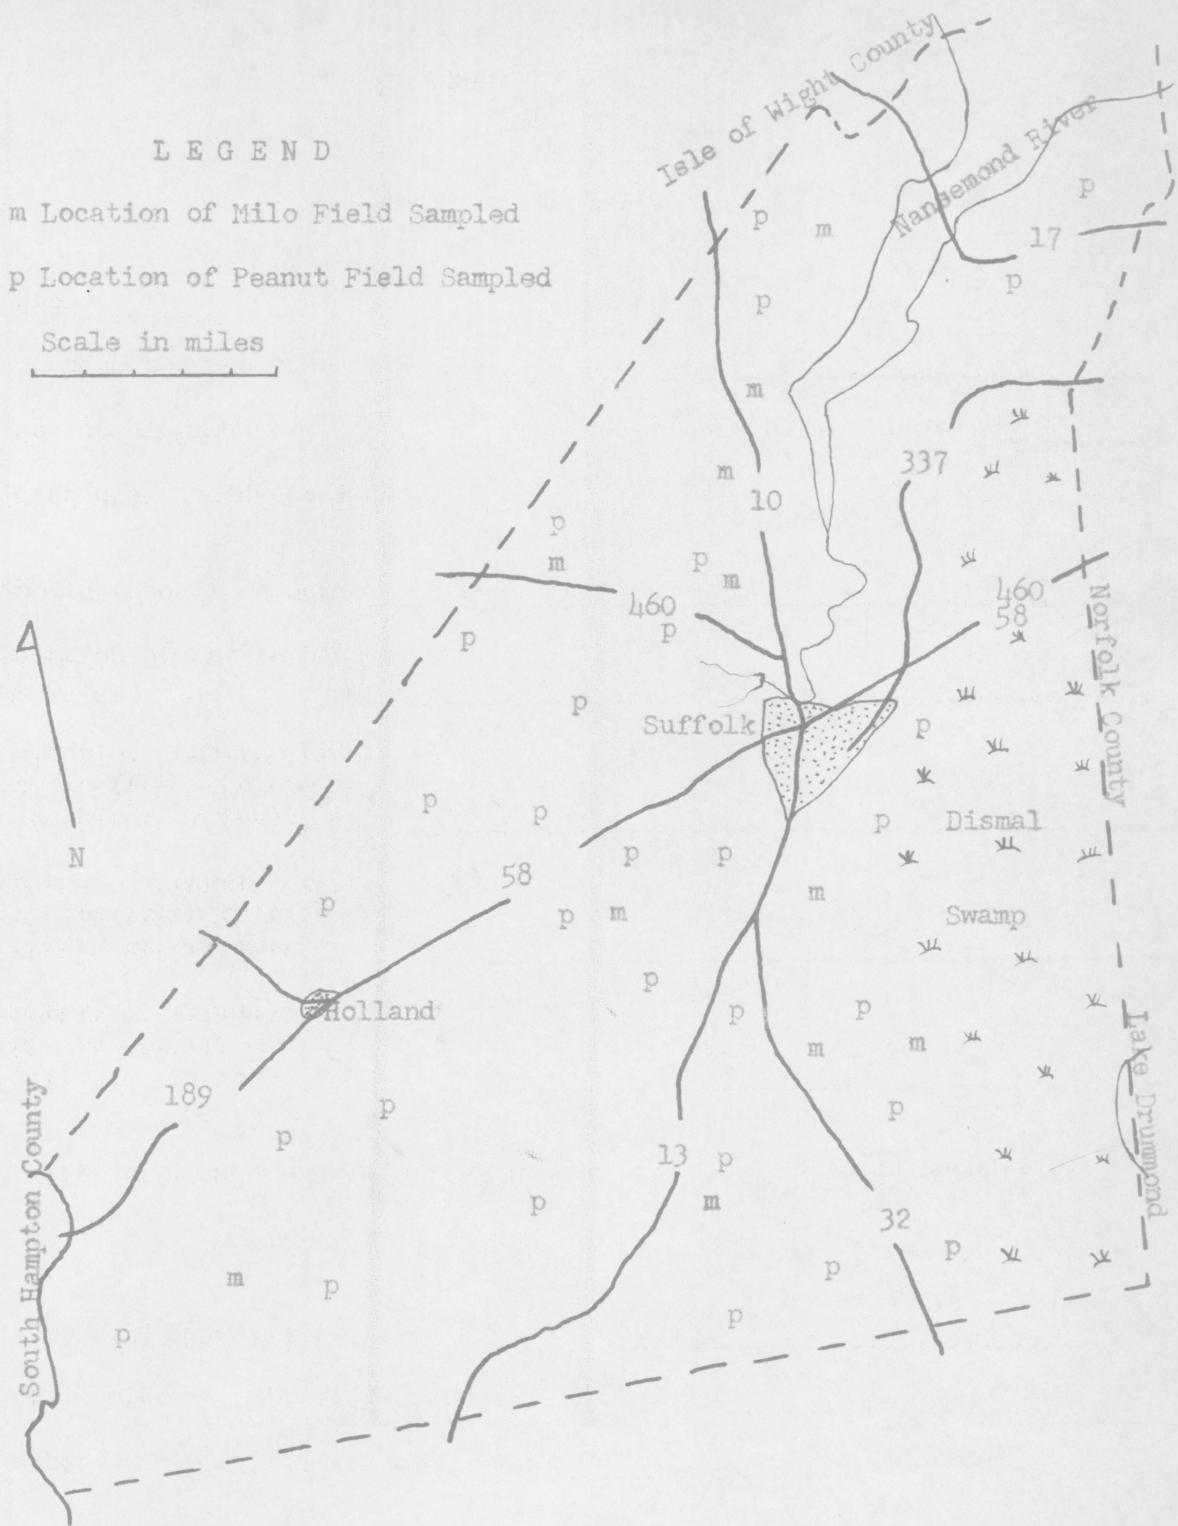 Isle of Wight County
L E G E N D
m Location of Milo Field Sampled
p Location of Peanut Field Sampled
Scale in miles
Nansemond River
p
p
m
17
p
p
m
337
m
10
p
m
p
m
460
460
58
p
p
p
Norfolk County
Suffolk
p
p
p
Dismal
p
N
p
p
58
m
p
p
m
Swamp
p
Holland
p
p
m
m
Lake Drummond
189
p
p
p
13
p
p
m
South Hampton County
32
p
p
m
p
p
p